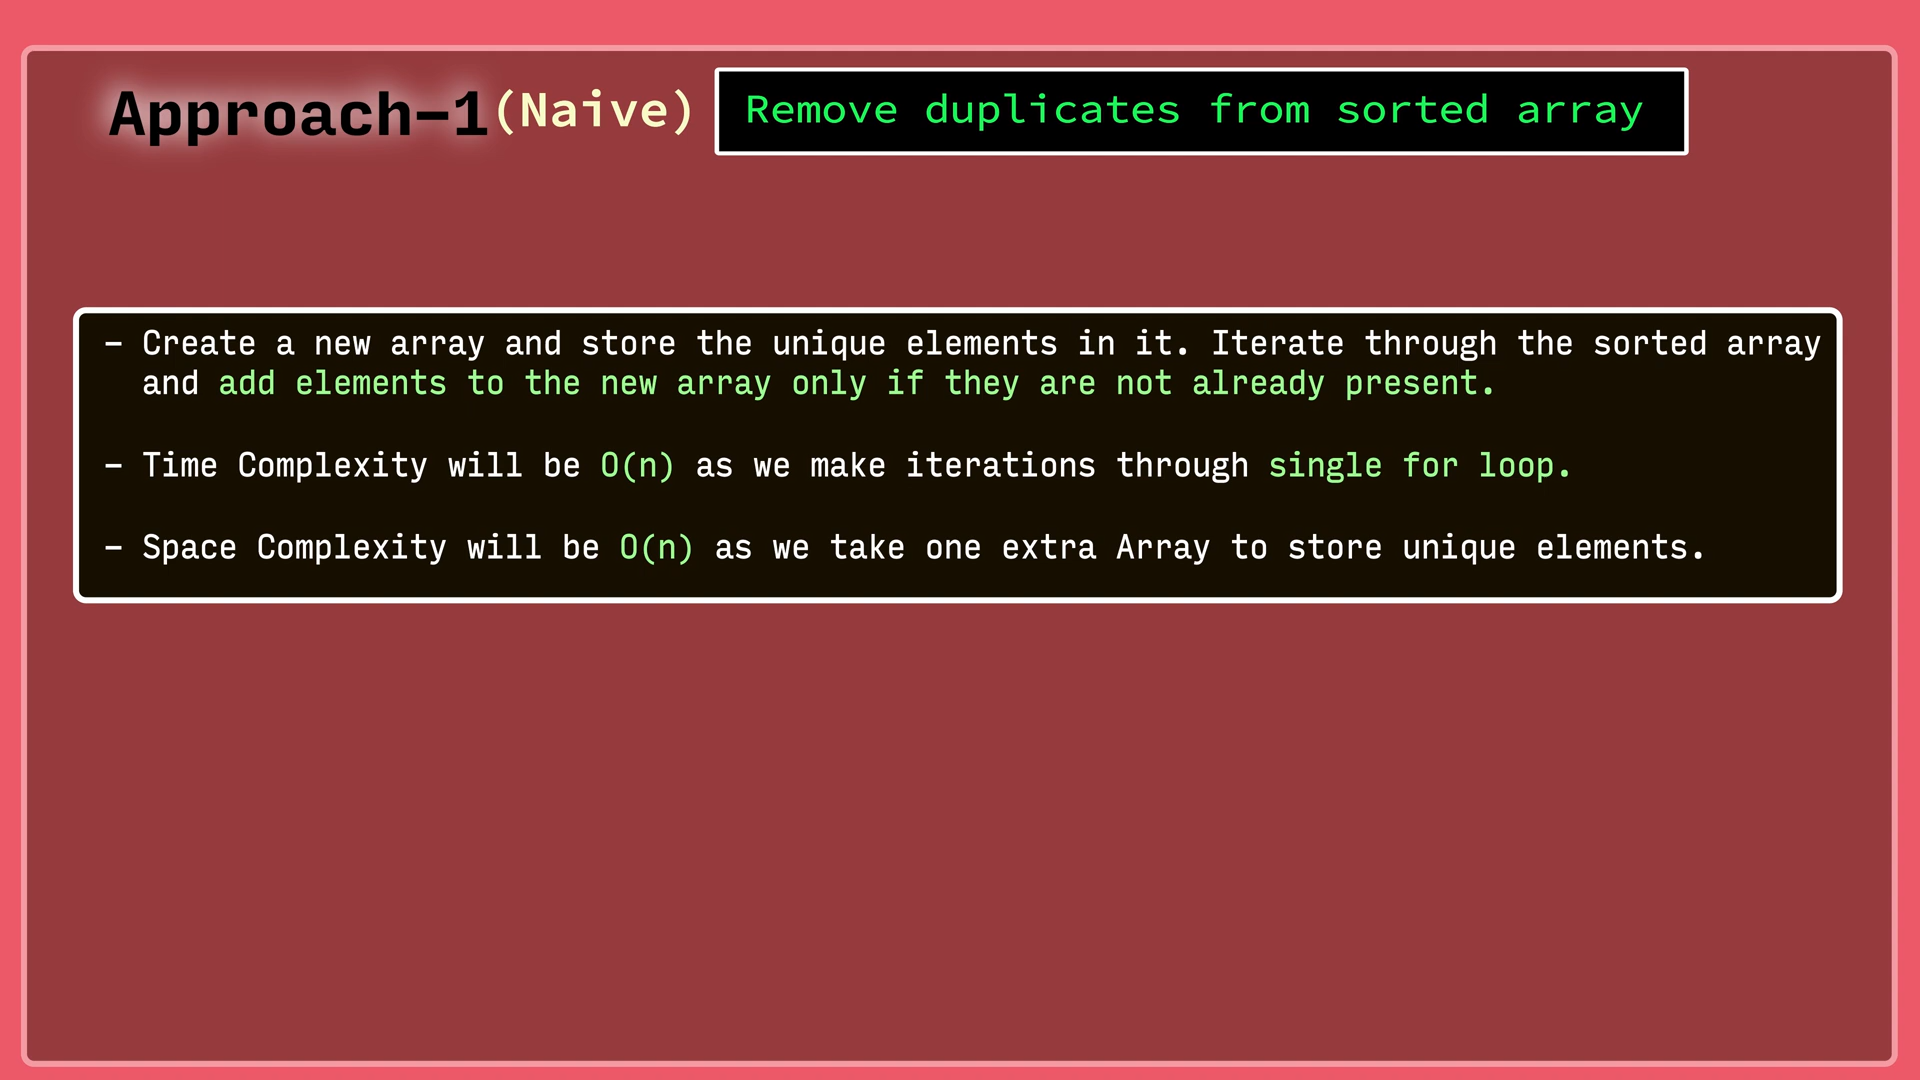 Approach-1(Naive) Remove duplicates from sorted array
- Create a new array and store the unique elements in it. Iterate through the sorted array
and add elements to the new array only if they are not already present.
- Time Complexity will be O(n) as we make iterations through single for loop.
- Space Complexity will be O(n) as we take one extra Array to store unique elements.